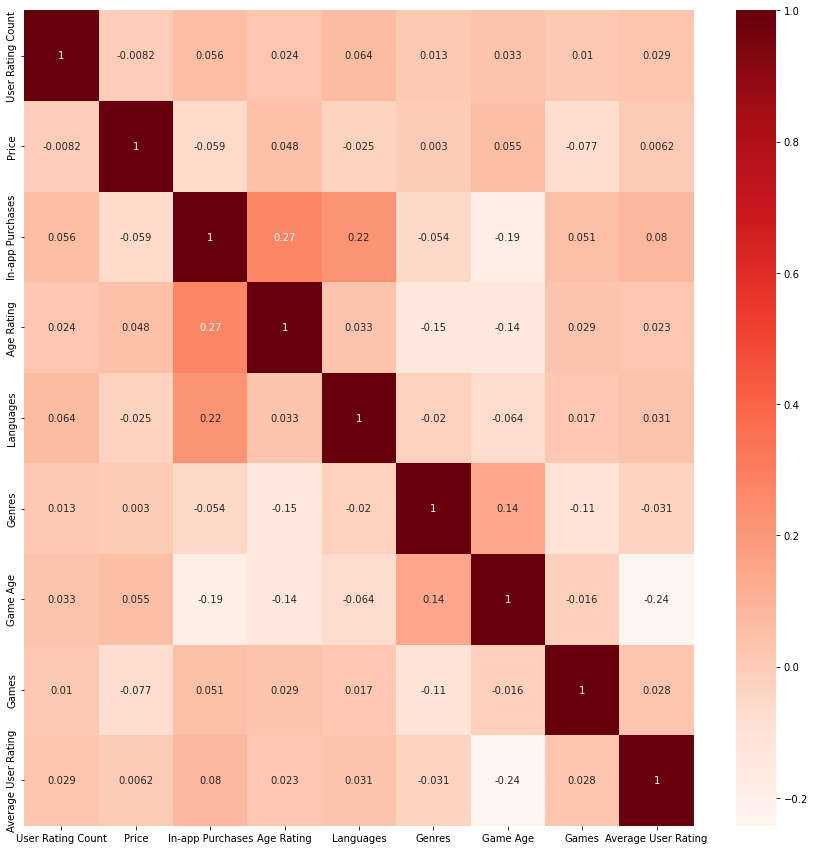 User Rating Count 1 -0.0082 0.056 0.024 0.064 0.013 0.033 0.01 0.029
Price -0.0082 1 -0.059 0.048 -0.025 0.003 0.055 -0.077 0.0062
In-app Purchases 0.056 -0.059 1 0.27 0.22 -0.054 -0.19 0.051 0.08
Age Rating 0.024 0.048 0.27 1 0.033 -0.15 -0.14 0.029 0.023
Languages 0.064 -0.025 0.22 0.033 1 -0.02 -0.064 0.017 0.031
Genres 0.013 0.003 -0.054 -0.15 -0.02 1 0.14 -0.11 -0.031
Game Age 0.033 0.055 -0.19 -0.14 -0.064 0.14 1 -0.016 -0.24
Games 0.01 -0.077 0.051 0.029 0.017 -0.11 -0.016 1 0.028
Average User Rating 0.029 0.0062 0.08 0.023 0.031 -0.031 -0.24 0.028 1
User Rating Count Price In-app Purchases Age Rating Languages Genres Game Age Games Average User Rating
1.0
0.8
0.6
0.4
0.2
0.0
−0.2